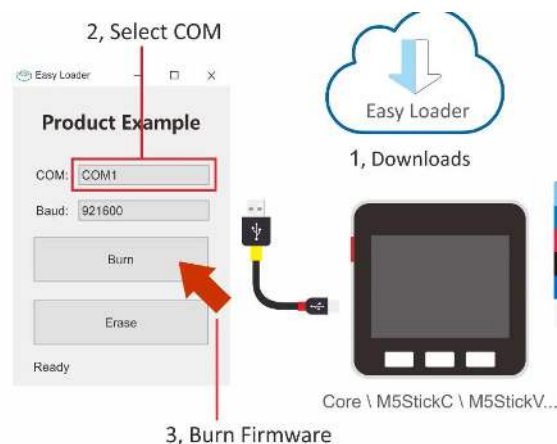 2, Select COM
Easy Loader
Product Example
COM: COM1
Baud: 921600
Burn
Erase
Ready
3, Burn Firmware
Easy Loader
1, Downloads
Core \ M5StickC \ M5StickV...